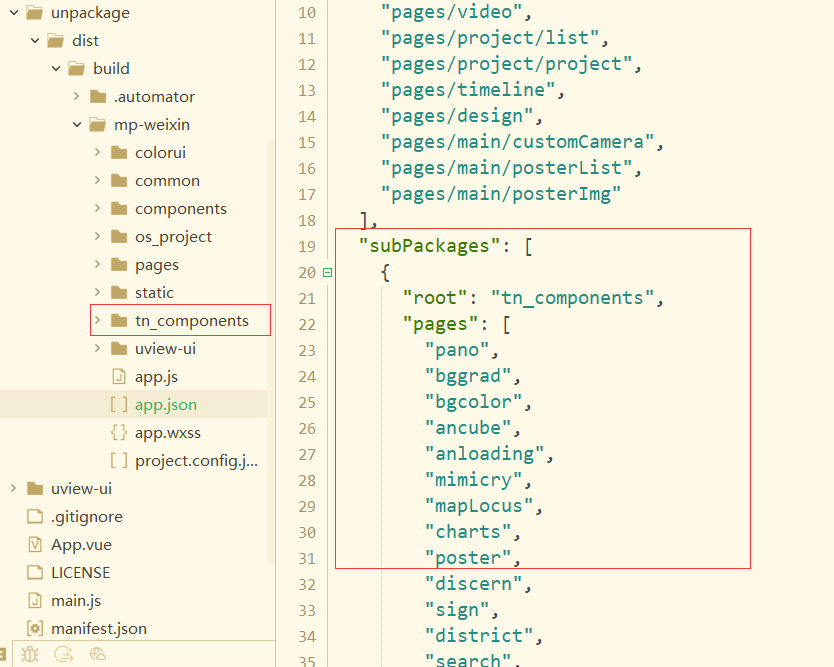 unpackage
dist
build
.automator
mp-weixin
colorui
common
components
os_project
pages
static
tn_components
uview-ui
app.js
app.json
app.wxss
project.config.j...
uview-ui
.gitignore
App.vue
LICENSE
main.js
manifest.json
10 "pages/video",
11 "pages/project/list",
12 "pages/project/project",
13 "pages/timeline",
14 "pages/design",
15 "pages/main/customCamera",
16 "pages/main/posterList",
17 "pages/main/posterImg"
18 ],
19 "subPackages": [
20 {
21 "root": "tn_components",
22 "pages": [
23 "pano",
24 "bggrad",
25 "bgcolor",
26 "ancube",
27 "anloading",
28 "mimicry",
29 "mapLocus",
30 "charts",
31 "poster",
32 "discern",
33 "sign",
34 "district",
35 "search",